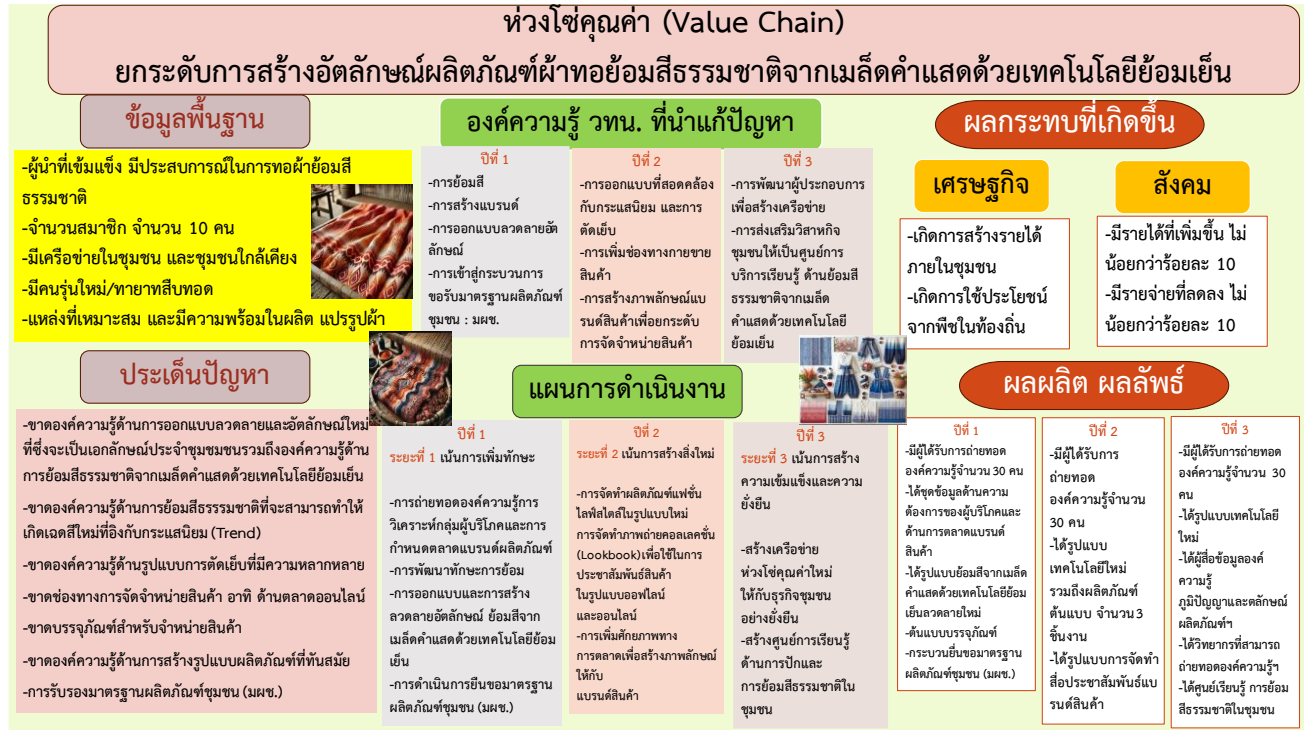 ห่วงโซ่คุณค่า (Value Chain)
ยกระดับการสร้างอัตลักษณ์ผลิตภัณฑ์ผ้าทอย้อมสีธรรมชาติจากเมล็ดคำแสดด้วยเทคโนโลยีย้อมเย็น
ข้อมูลพื้นฐาน
-ผู้นำที่เข้มแข็ง มีประสบการณ์ในการทอผ้าย้อมสี
ธรรมชาติ
-จำนวนสมาชิก จำนวน 10 คน
-มีเครือข่ายในชุมชน และชุมชนใกล้เคียง
-มีคนรุ่นใหม่/ทายาทสืบทอด
-แหล่งที่เหมาะสม และมีความพร้อมในผลิต แปรรูปผ้า
ประเด็นปัญหา
-ขาดองค์ความรู้ด้านการออกแบบลวดลายและอัตลักษณ์ใหม่
ที่ซึ่งจะเป็นเอกลักษณ์ประจำชุมชมชนรวมถึงองค์ความรู้ด้าน
การย้อมสีธรรมชาติจากเมล็ดคำแสดด้วยเทคโนโลยีย้อมเย็น
-ขาดองค์ความรู้ด้านการย้อมสีธรรรมชาติที่จะสามารถทำให้
เกิดเฉดสีใหม่ที่อิงกับกระแสนิยม (Trend)
-ขาดองค์ความรู้ด้านรูปแบบการตัดเย็บที่มีความหลากหลาย
-ขาดช่องทางการจัดจำหน่ายสินค้า อาทิ ด้านตลาดออนไลน์
-ขาดบรรจุภัณฑ์สำหรับจำหน่ายสินค้า
-ขาดองค์ความรู้ด้านการสร้างรูปแบบผลิตภัณฑ์ที่ทันสมัย
-การรับรองมาตรฐานผลิตภัณฑ์ชุมชน (มผช.)
องค์ความรู้ วทน. ที่นำแก้ปัญหา
ปีที่ 1
-การย้อมสี
-การสร้างแบรนด์
-การออกแบบลวดลายอัต
ลักษณ์
-การเข้าสู่กระบวนการ
ขอรับมาตรฐานผลิตภัณฑ์
ชุมชน : มผช.
ปีที่ 2
-การออกแบบที่สอดคล้อง
กับกระแสนิยม และการ
ตัดเย็บ
-การเพิ่มช่องทางกายขาย
สินค้า
-การสร้างภาพลักษณ์แบ
รนด์สินค้าเพื่อยกระดับ
การจัดจำหน่ายสินค้า
ปีที่ 3
-การพัฒนาผู้ประกอบการ
เพื่อสร้างเครือข่าย
-การส่งเสริมวิสาหกิจ
ชุมชนให้เป็นศูนย์การ
บริการเรียนรู้ ด้านย้อมสี
ธรรมชาติจากเมล็ด
คำแสดด้วยเทคโนโลยี
ย้อมเย็น
แผนการดำเนินงาน
ปีที่ 1
ระยะที่ 1 เน้นการเพิ่มทักษะ
-การถ่ายทอดองค์ความรู้การ
วิเคราะห์กลุ่มผู้บริโภคและการ
กำหนดตลาดแบรนด์ผลิตภัณฑ์
-การพัฒนาทักษะการย้อม
-การออกแบบและการสร้าง
ลวดลายอัตลักษณ์ ย้อมสีจาก
เมล็ดคำแสดด้วยเทคโนโลยีย้อม
เย็น
-การดำเนินการยืนขอมาตรฐาน
ผลิตภัณฑ์ชุมชน (มผช.)
ปีที่ 2
ระยะที่ 2 เน้นการสร้างสิ่งใหม่
-การจัดทำผลิตภัณฑ์แฟชั่น
ไลฟ์สไตล์ในรูปแบบใหม่
การจัดทำภาพถ่ายคอลเลคชั่น
(Lookbook)เพื่อใช้ในการ
ประชาสัมพันธ์สินค้า
ในรูปแบบออฟไลน์
และออนไลน์
-การเพิ่มศักยภาพทาง
การตลาดเพื่อสร้างภาพลักษณ์
ให้กับ
แบรนด์สินค้า
ปีที่ 3
ระยะที่ 3 เน้นการสร้าง
ความเข้มแข็งและความ
ยั่งยืน
-สร้างเครือข่าย
ห่วงโซ่คุณค่าใหม่
ให้กับธุรกิจชุมชน
อย่างยั่งยืน
-สร้างศูนย์การเรียนรู้
ด้านการปักและ
การย้อมสีธรรมชาติใน
ชุมชน
ผลกระทบที่เกิดขึ้น
เศรษฐกิจ
-เกิดการสร้างรายได้
ภายในชุมชน
-เกิดการใช้ประโยชน์
จากพืชในท้องถิ่น
สังคม
-มีรายได้ที่เพิ่มขึ้น ไม่
น้อยกว่าร้อยละ 10
-มีรายจ่ายที่ลดลง ไม่
น้อยกว่าร้อยละ 10
ผลผลิต ผลลัพธ์
ปีที่ 1
-มีผู้ได้รับการถ่ายทอด
องค์ความรู้จำนวน 30 คน
-ได้ชุดข้อมูลด้านความ
ต้องการของผู้บริโภคและ
ด้านการตลาดแบรนด์
สินค้า
-ได้รูปแบบย้อมสีจากเมล็ด
คำแสดด้วยเทคโนโลยีย้อม
เย็นลวดลายใหม่
-ต้นแบบบรรจุภัณฑ์
-กระบวนยื่นขอมาตรฐาน
ผลิตภัณฑ์ชุมชน (มผช.)
ปีที่ 2
-มีผู้ได้รับการ
ถ่ายทอด
องค์ความรู้จำนวน
30 คน
-ได้รูปแบบ
เทคโนโลยีใหม่
รวมถึงผลิตภัณฑ์
ต้นแบบ จำนวน3
ชิ้นงาน
-ได้รูปแบบการจัดทำ
สื่อประชาสัมพันธ์แบ
รนด์สินค้า
ปีที่ 3
-มีผู้ได้รับการถ่ายทอด
องค์ความรู้จำนวน 30
คน
-ได้รูปแบบเทคโนโลยี
ใหม่
-ได้ผู้สื่อข้อมูลองค์
ความรู้
ภูมิปัญญาและตลักษณ์
ผลิตภัณฑ์ฯ
-ได้วิทยากรที่สามารถ
ถ่ายทอดองค์ความรู้ฯ
-ได้ศูนย์เรียนรู้ การย้อม
สีธรรมชาติในชุมชน